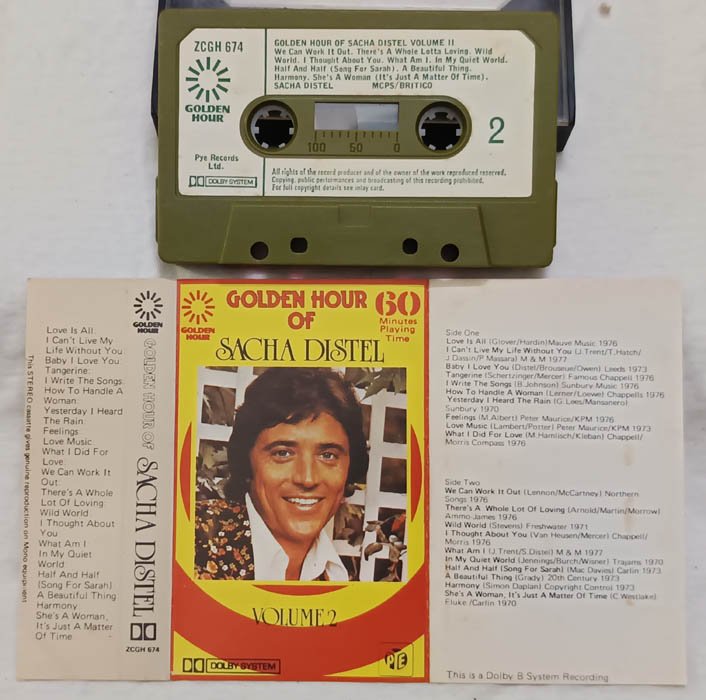 ZCGH 674
GOLDEN
HOUR
Pye Records
Ltd.
DOLBY SYSTEM
GOLDEN HOUR OF SACHA DISTEL VOLUME II
We Can Work It Out. There's A Whole Lotta Loving. Wild
World. I Thought About You. What Am I. In My Quiet World.
Half And Half (Song For Sarah). A Beautiful Thing.
Harmony. She's A Woman (It's Just A Matter Of Time).
SACHA DISTEL MCPS/BRITICO
2
100 50 0
All rights of the record producer and of the owner of the work reproduced reserved.
Copying, public performances and broadcasting of this recording prohibited.
For full copyright details see inlay card.
This STEREO cassette gives genuine reproduction on Mono equipment
Love Is All:
I Can't Live My
Life Without You:
Baby I Love You:
Tangerine:
I Write The Songs:
How To Handle A
Woman:
Yesterday I Heard
The Rain:
Feelings:
Love Music:
What I Did For
Love:
We Can Work It
Out:
There's A Whole
Lot Of Loving:
Wild World
I Thought About
You
What Am I
In My Quiet
World
Half And Half
(Song For Sarah)
A Beautiful Thing
Harmony
She's A Woman,
It's Just A Matter
Of Time
GOLDEN
HOUR
GOLDEN HOUR OF SACHA DISTEL
ZCGH 674
GOLDEN
HOUR
GOLDEN HOUR
OF
SACHA DISTEL
60
Minutes
Playing
Time
VOLUME 2
DOLBY SYSTEM
PYE
Side One
Love Is All (Glover/Hardin)Mauve Music 1976
I Can't Live My Life Without You (J Trent/T.Hatch/
J Dassin/P Massara) M & M 1977
Baby I Love You (Distel/Brouseue/Owen) Leeds 1973
Tangerine (Schertzinger/Mercer) Famous Chappell 1976
I Write The Songs (B.Johnson) Sunbury Music 1976
How To Handle A Woman (Lerner/Loewe) Chappells 1976
Yesterday I Heard The Rain (G.Lees/Mansanero)
Sunbury 1970
Feelings (M.Albert) Peter Maurice/KPM 1976
Love Music (Lambert/Potter) Peter Maurice/KPM 1973
What I Did For Love (M.Hamlisch/Kleban) Chappell/
Morris Compass 1976
Side Two
We Can Work It Out (Lennon/McCartney) Northern
Songs 1976
There's A Whole Lot Of Loving (Arnold/Martin/Morrow)
Ammo-James 1976
Wild World (Stevens) Freshwater 1971
I Thought About You (Van Heusen/Mercer) Chappell/
Morris 1976
What Am I (J.Trent/S.Distel) M & M 1977
In My Quiet World (Jennings/Burch/Wisner) Trajams 1970
Half And Half (Song For Sarah) (Mac Davies) Carlin 1973
A Beautiful Thing (Grady) 20th Century 1973
Harmony (Simon Daplan) Copyright Control 1973
She's A Woman, It's Just A Matter Of Time (C Westlake)
Eluke /Carlin 1970
This is a Dolby B System Recording